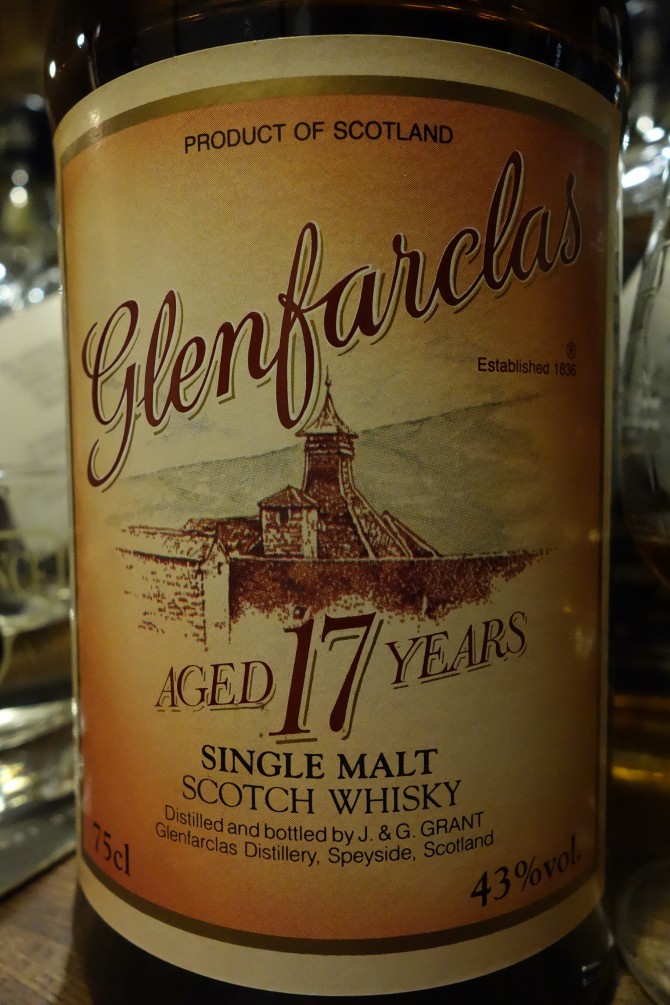 PRODUCT OF SCOTLAND
Glenfarclas
®
Established 1836
AGED 17 YEARS
SINGLE MALT
SCOTCH WHISKY
Distilled and bottled by J. & G. GRANT
Glenfarclas Distillery, Speyside, Scotland
75cl
43%vol.